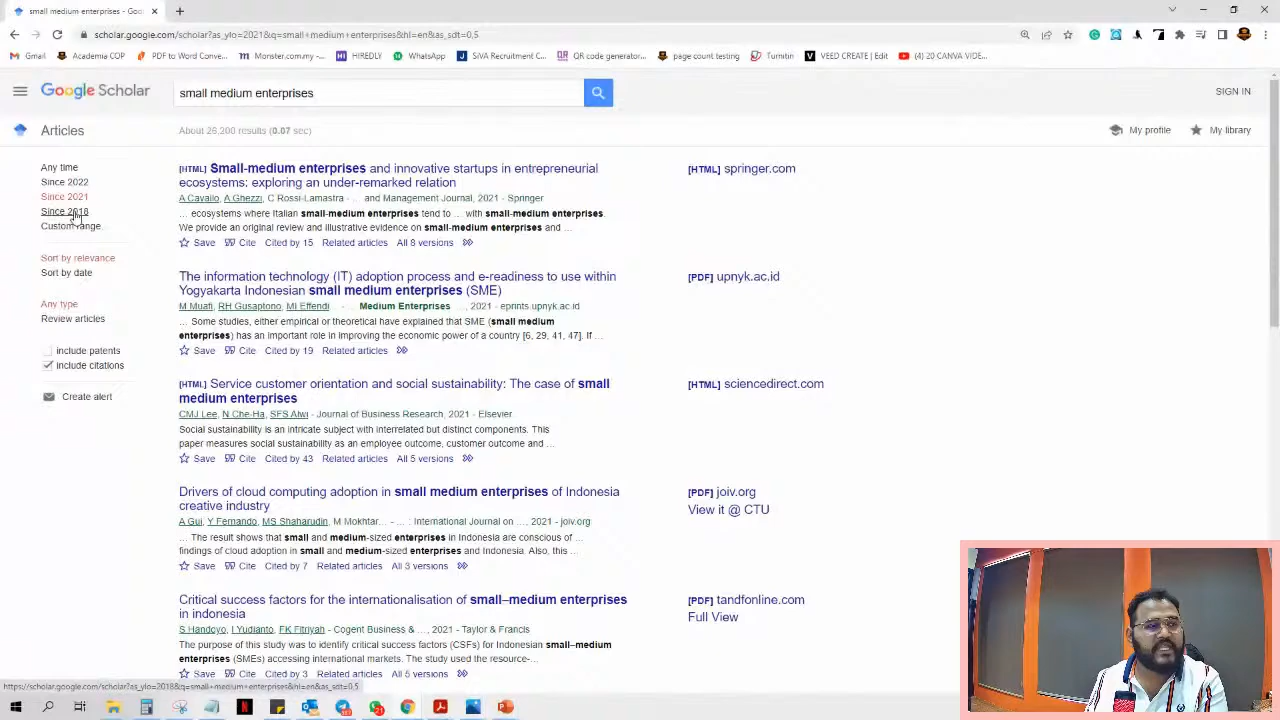 small medium enterprises - Goo
scholar.google.com/scholar?as_ylo=2021&q=small+medium+enterprises&hl=en&as_sdt=0,5
Gmail
Academia COP
PDF to Word Conve...
Monster.com.my -...
HIREDLY
WhatsApp
SiVA Recruitment C...
QR code generator...
page count testing
Turnitin
VEED CREATE | Edit
(4) 20 CANVA VIDE...
Google Scholar
small medium enterprises
SIGN IN
Articles
About 26,300 results (0.07 sec)
My profile
My library
Any time
Since 2022
Since 2021
Since 2018
Custom range...
Sort by relevance
Sort by date
Any type
Review articles
include patents
include citations
Create alert
[HTML] Small-medium enterprises and innovative startups in entrepreneurial
ecosystems: exploring an under-remarked relation
A Cavallo, A Ghezzi, C Rossi-Lamastra - … and Management Journal, 2021 - Springer
… ecosystems where Italian small-medium enterprises tend to … with small-medium enterprises.
We provide an original review and illustrative evidence on small-medium enterprises and …
Save Cite Cited by 15 Related articles All 8 versions
[HTML] springer.com
The information technology (IT) adoption process and e-readiness to use within
Yogyakarta Indonesian small medium enterprises (SME)
M Muafi, RH Gusaptono, MI Effendi - … Medium Enterprises …, 2021 - eprints.upnyk.ac.id
… Some studies, either empirical or theoretical have explained that SME (small medium
enterprises) has an important role in improving the economic power of a country [6, 29, 41, 47]. If …
Save Cite Cited by 19 Related articles
[PDF] upnyk.ac.id
[HTML] Service customer orientation and social sustainability: The case of small
medium enterprises
CMJ Lee, N Che-Ha, SFS Alwi - Journal of Business Research, 2021 - Elsevier
Social sustainability is an intricate subject with interrelated but distinct components. This
paper measures social sustainability as an employee outcome, customer outcome and …
Save Cite Cited by 43 Related articles All 5 versions
[HTML] sciencedirect.com
Drivers of cloud computing adoption in small medium enterprises of Indonesia
creative industry
A Gui, Y Fernando, MS Shaharudin, M Mokhtar… - … : International Journal on …, 2021 - joiv.org
… The result shows that small and medium-sized enterprises in Indonesia are conscious of …
findings of cloud adoption in small and medium-sized enterprises and Indonesia. Also, this …
Save Cite Cited by 7 Related articles All 3 versions
[PDF] joiv.org
View it @ CTU
Critical success factors for the internationalisation of small–medium enterprises
in indonesia
S Handoyo, I Yudianto, FK Fitriyah - Cogent Business & …, 2021 - Taylor & Francis
The purpose of this study was to identify critical success factors (CSFs) for Indonesian small–medium
enterprises (SMEs) accessing international markets. The study used the resource-…
Save Cite Cited by 3 Related articles All 5 versions
[PDF] tandfonline.com
Full View
https://scholar.google.com/scholar?as_ylo=2018&q=small+medium+enterprises&hl=en&as_sdt=0,5